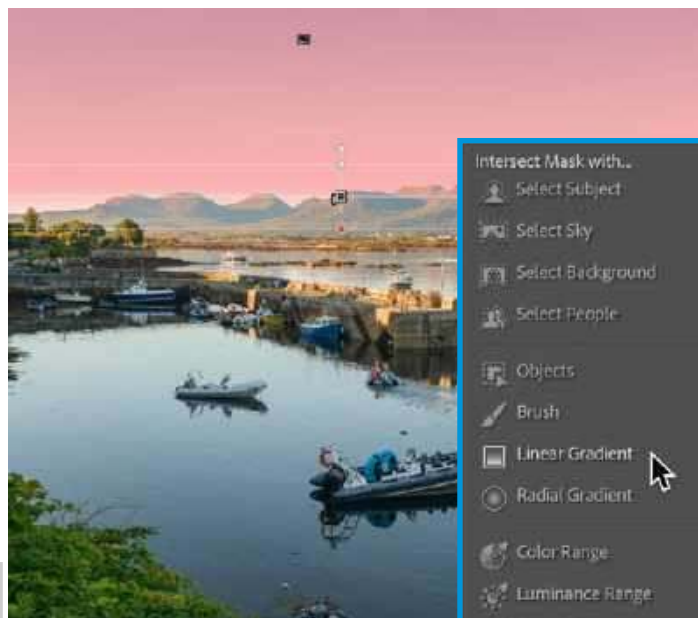 Intersect Mask with...
Select Subject
Select Sky
Select Background
Select People
Objects
Brush
Linear Gradient
Radial Gradient
Color Range
Luminance Range